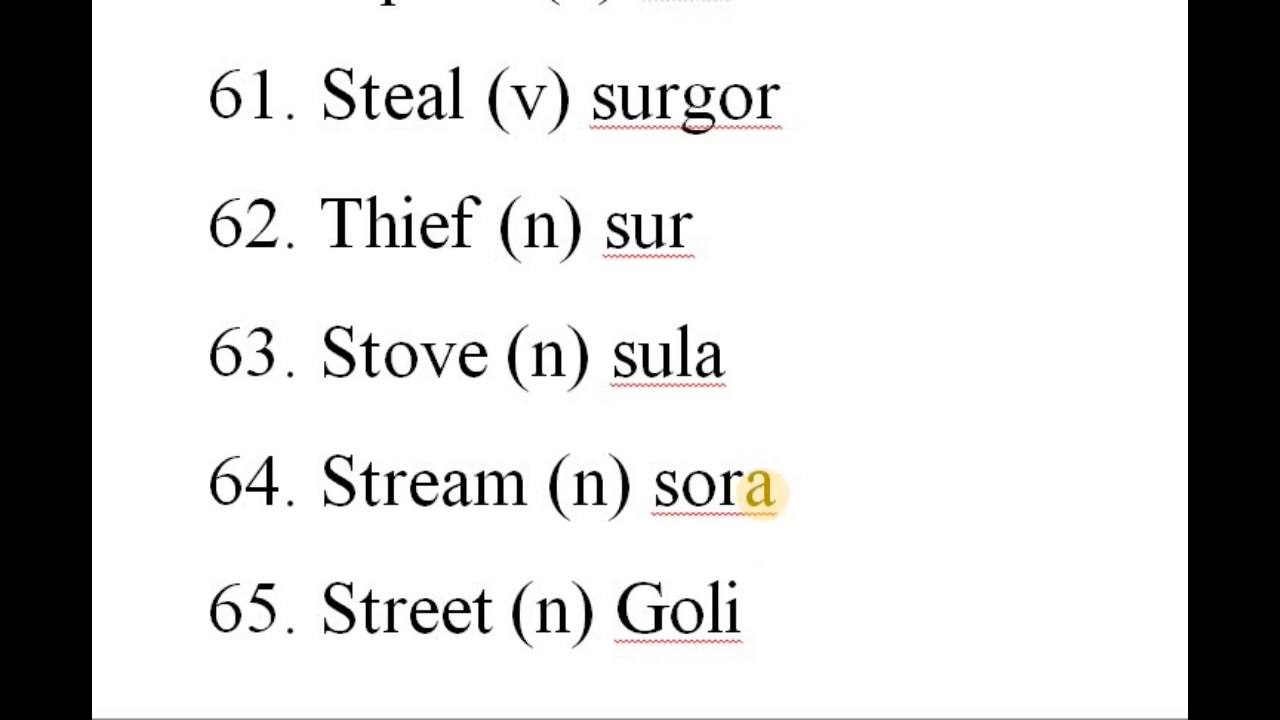 61. Steal (v) surgor
62. Thief (n) sur
63. Stove (n) sula
64. Stream (n) sora
65. Street (n) Goli